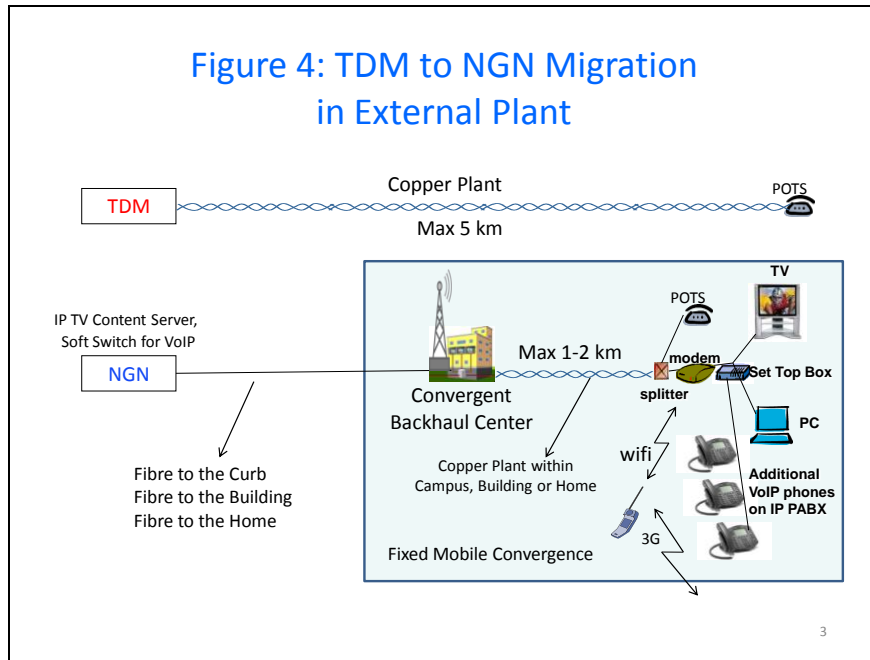 Figure 4: TDM to NGN Migration
in External Plant
Copper Plant
POTS
TDM
Max 5 km
TV
POTS
IP TV Content Server,
Soft Switch for VoIP
Max 1-2 km
modem
NGN
Set Top Box
splitter
Convergent
Backhaul Center
PC
wifi
Copper Plant within
Campus, Building or Home
Additional
VoIP phones
on IP PABX
Fibre to the Curb
Fibre to the Building
Fibre to the Home
3G
Fixed Mobile Convergence
3